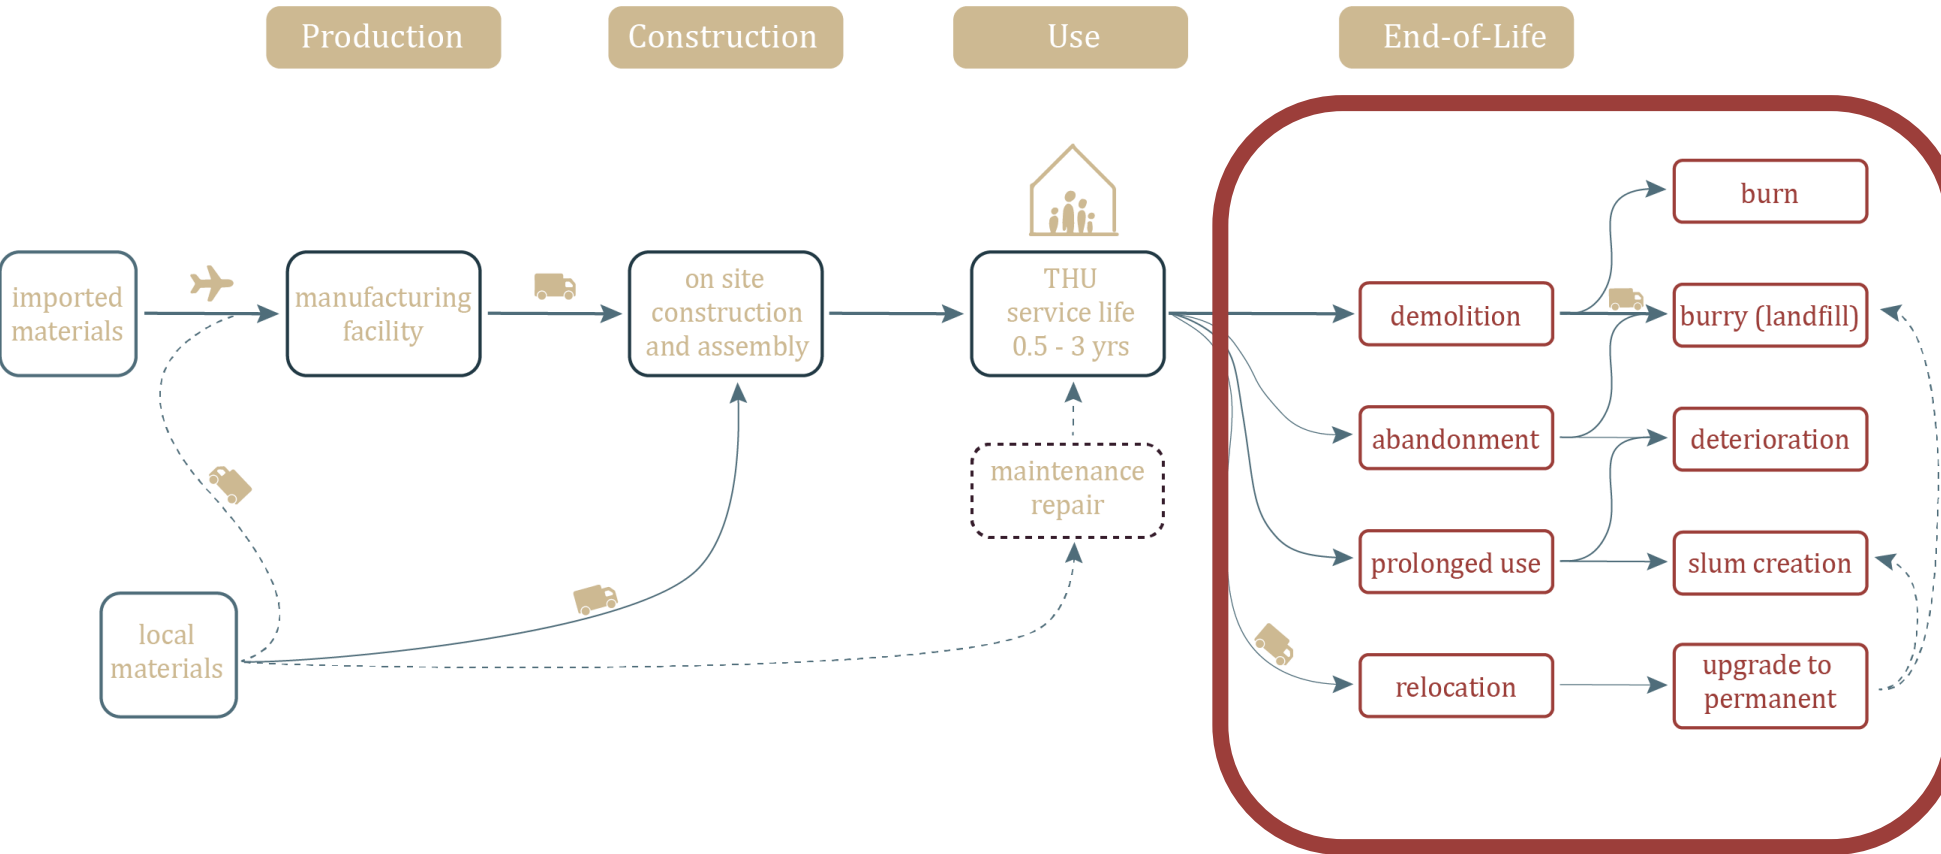 Production
Construction
Use
End-of-Life
imported
materials
manufacturing
facility
on site
construction
and assembly
THU
service life
0.5 - 3 yrs
maintenance
repair
local
materials
demolition
abandonment
prolonged use
relocation
burn
burry (landfill)
deterioration
slum creation
upgrade to
permanent